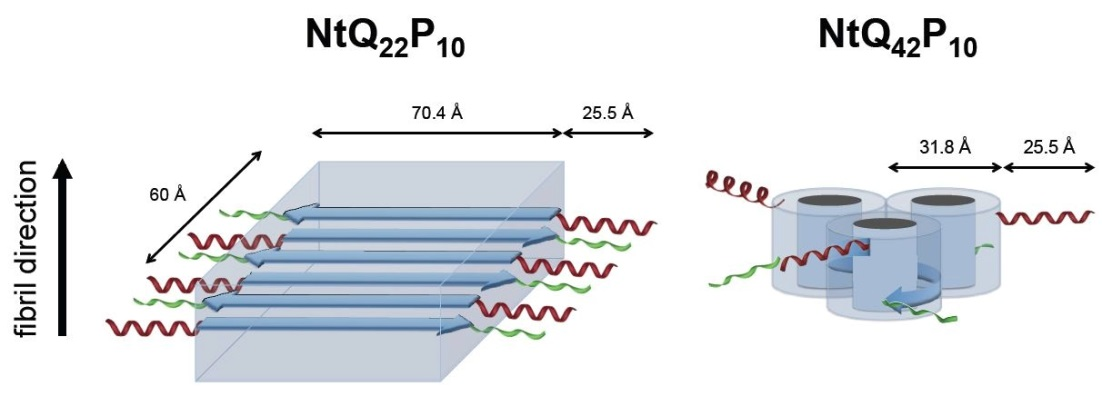 NtQ22P10
NtQ42P10
70.4 Å
25.5 Å
31.8 Å
25.5 Å
60 Å
fibril direction